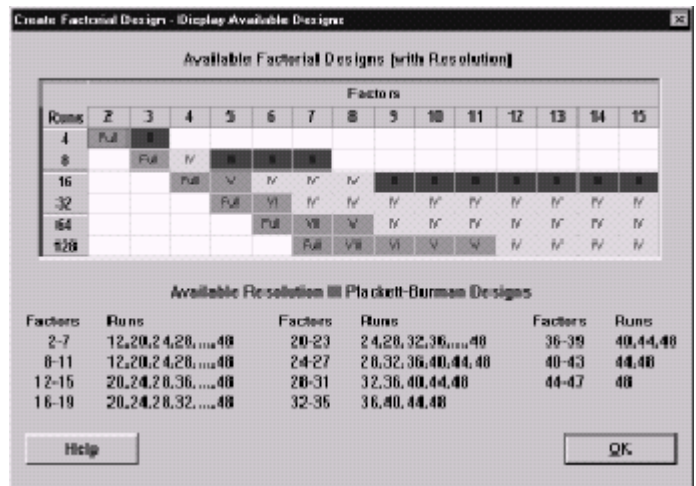 Create Factorial Design - Display Available Designs
Available Factorial Designs (with Resolution)
Factors
Runs 2 3 4 5 6 7 8 9 10 11 12 13 14 15
4 Full III
8 Full IV III III III
16 Full V IV IV IV III III III III III III III
32 Full VI IV IV IV IV IV IV IV IV IV
64 Full VII V IV IV IV IV IV IV IV
128 Full VIII VI V V IV IV IV IV
Available Resolution III Plackett-Burman Designs
Factors Runs Factors Runs Factors Runs
2-7 12,20,24,28,...,48 20-23 24,28,32,36,...,48 36-39 40,44,48
8-11 12,20,24,28,...,48 24-27 28,32,36,40,44,48 40-43 44,48
12-15 20,24,28,36,...,48 28-31 32,36,40,44,48 44-47 48
16-19 20,24,28,32,...,48 32-35 36,40,44,48
Help OK